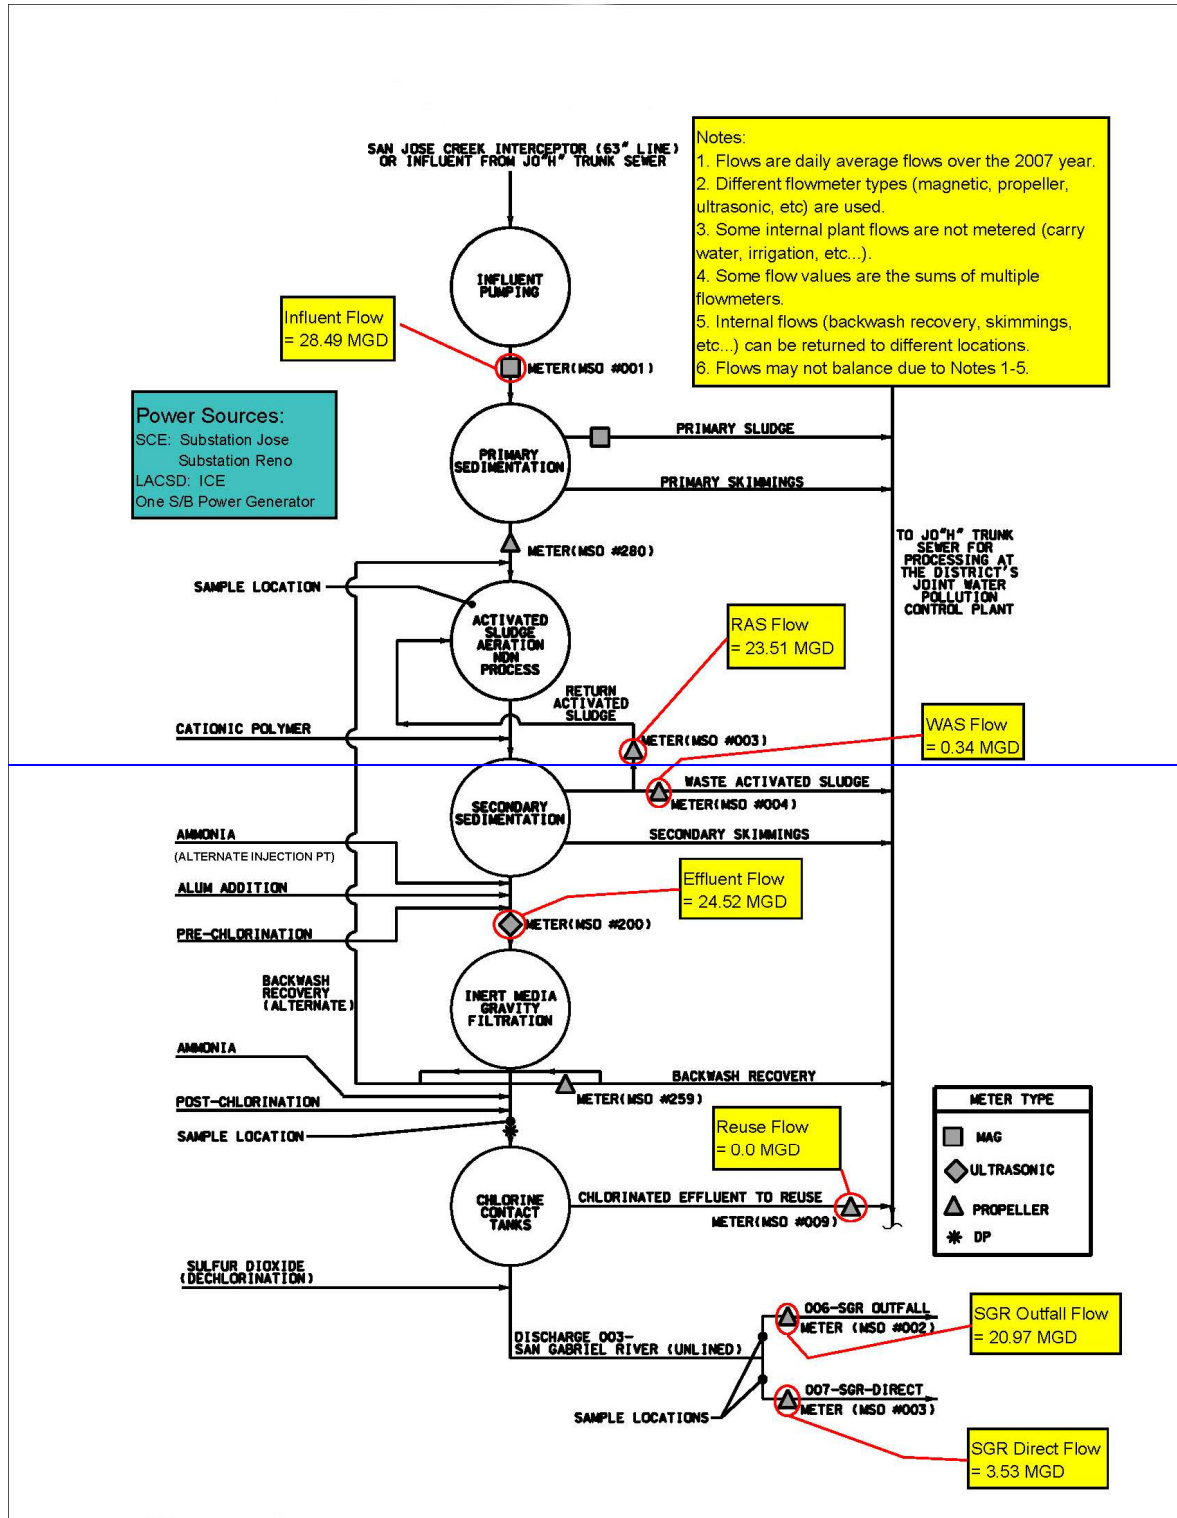 SAN JOSE CREEK INTERCEPTOR (63" LINE)
OR INFLUENT FROM JO"H" TRUNK SEWER
Notes:
1. Flows are daily average flows over the 2007 year.
2. Different flowmeter types (magnetic, propeller,
ultrasonic, etc) are used.
3. Some internal plant flows are not metered (carry
water, irrigation, etc...).
4. Some flow values are the sums of multiple
flowmeters.
5. Internal flows (backwash recovery, skimmings,
etc...) can be returned to different locations.
6. Flows may not balance due to Notes 1-5.
INFLUENT
PUMPING
Influent Flow
= 28.49 MGD
METER(MSO #001)
Power Sources:
SCE: Substation Jose
Substation Reno
LACSD: ICE
One S/B Power Generator
PRIMARY
SEDIMENTATION
PRIMARY SLUDGE
PRIMARY SKIMMINGS
TO JO"H" TRUNK
SEWER FOR
PROCESSING AT
THE DISTRICT'S
JOINT WATER
POLLUTION
CONTROL PLANT
METER(MSO #280)
SAMPLE LOCATION
ACTIVATED
SLUDGE
AERATION
NDN
PROCESS
RAS Flow
= 23.51 MGD
RETURN
ACTIVATED
SLUDGE
CATIONIC POLYMER
METER(MSO #003)
WAS Flow
= 0.34 MGD
SECONDARY
SEDIMENTATION
WASTE ACTIVATED SLUDGE
METER(MSO #004)
SECONDARY SKIMMINGS
AMMONIA
(ALTERNATE INJECTION PT)
ALUM ADDITION
PRE-CHLORINATION
Effluent Flow
= 24.52 MGD
METER(MSO #200)
BACKWASH
RECOVERY
(ALTERNATE)
INERT MEDIA
GRAVITY
FILTRATION
AMMONIA
BACKWASH RECOVERY
METER(MSO #259)
POST-CHLORINATION
SAMPLE LOCATION
Reuse Flow
= 0.0 MGD
CHLORINE
CONTACT
TANKS
CHLORINATED EFFLUENT TO REUSE
METER(MSO #009)
METER TYPE
MAG
ULTRASONIC
PROPELLER
DP
SULFUR DIOXIDE
(DECHLORINATION)
DISCHARGE 003-
SAN GABRIEL RIVER (UNLINED)
006-SGR OUTFALL
METER (MSO #002)
SGR Outfall Flow
= 20.97 MGD
007-SGR-DIRECT
METER (MSO #003)
SAMPLE LOCATIONS
SGR Direct Flow
= 3.53 MGD